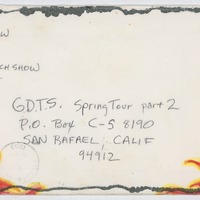 W
CH SHOW
G.D.T.S. Spring Tour part 2
P.O. Box C-S 8190
SAN RAFAEL, CALIF
94912